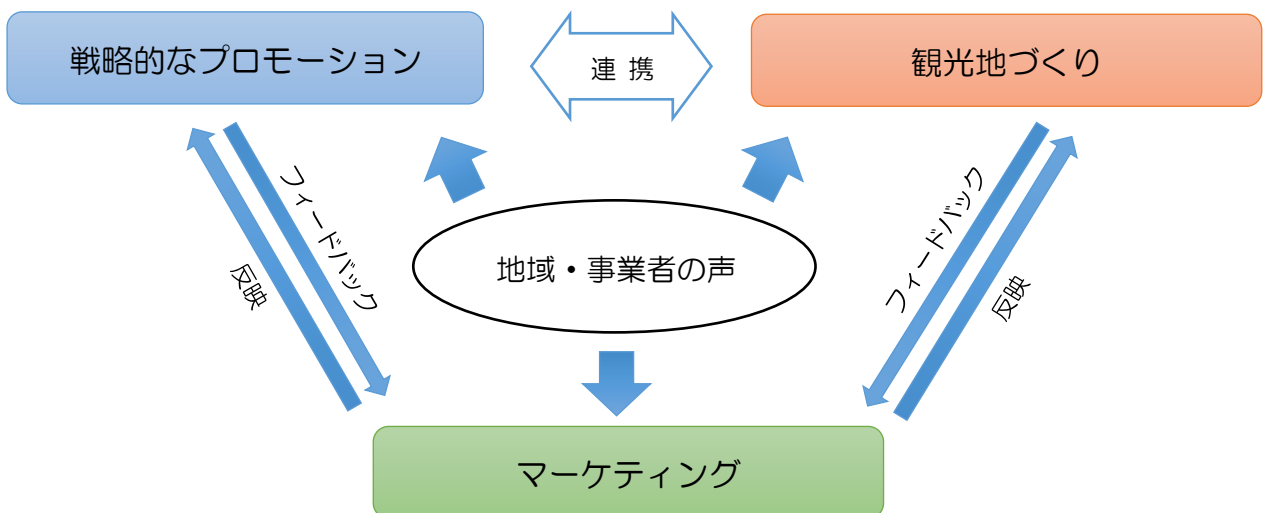 戦略的なプロモーション
連 携
観光地づくり
フィードバック
反映
地域・事業者の声
フィードバック
反映
マーケティング